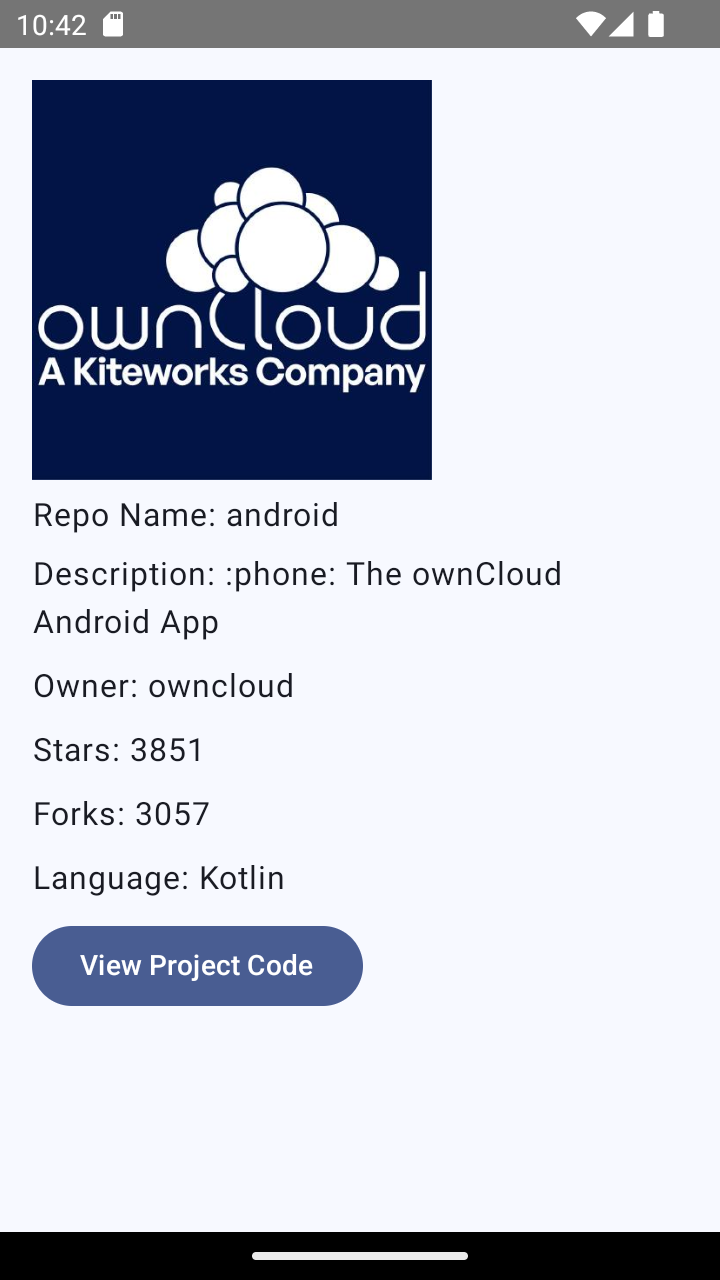 10:42
ownCloud
A Kiteworks Company
Repo Name: android
Description: :phone: The ownCloud
Android App
Owner: owncloud
Stars: 3851
Forks: 3057
Language: Kotlin
View Project Code